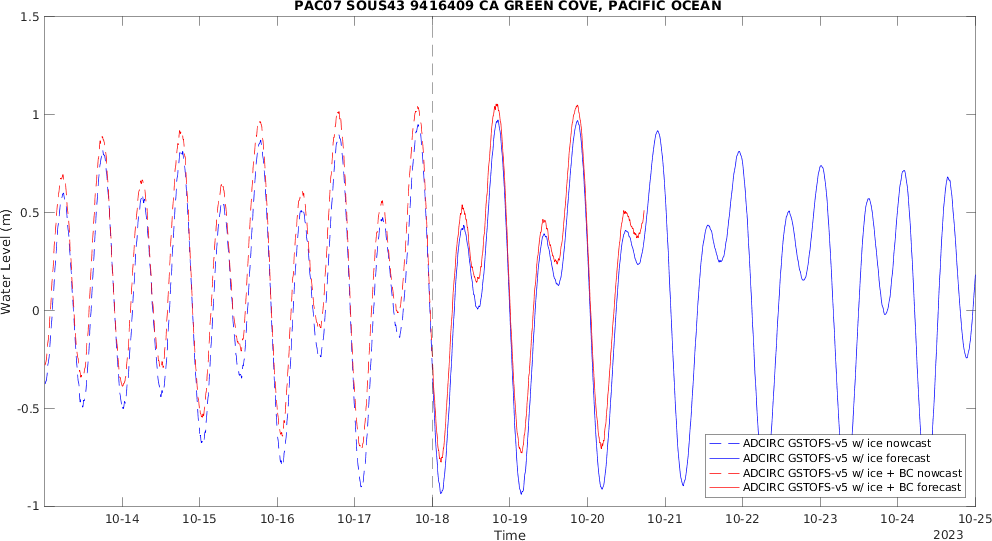 PAC07 SOUS43 9416409 CA GREEN COVE, PACIFIC OCEAN
Water Level (m)
1.5
1
0.5
0
-0.5
-1
ADCIRC GSTOFS-v5 w/ ice nowcast
ADCIRC GSTOFS-v5 w/ ice forecast
ADCIRC GSTOFS-v5 w/ ice + BC nowcast
ADCIRC GSTOFS-v5 w/ ice + BC forecast
10-14 10-15 10-16 10-17 10-18 10-19 10-20 10-21 10-22 10-23 10-24 10-25
Time
2023